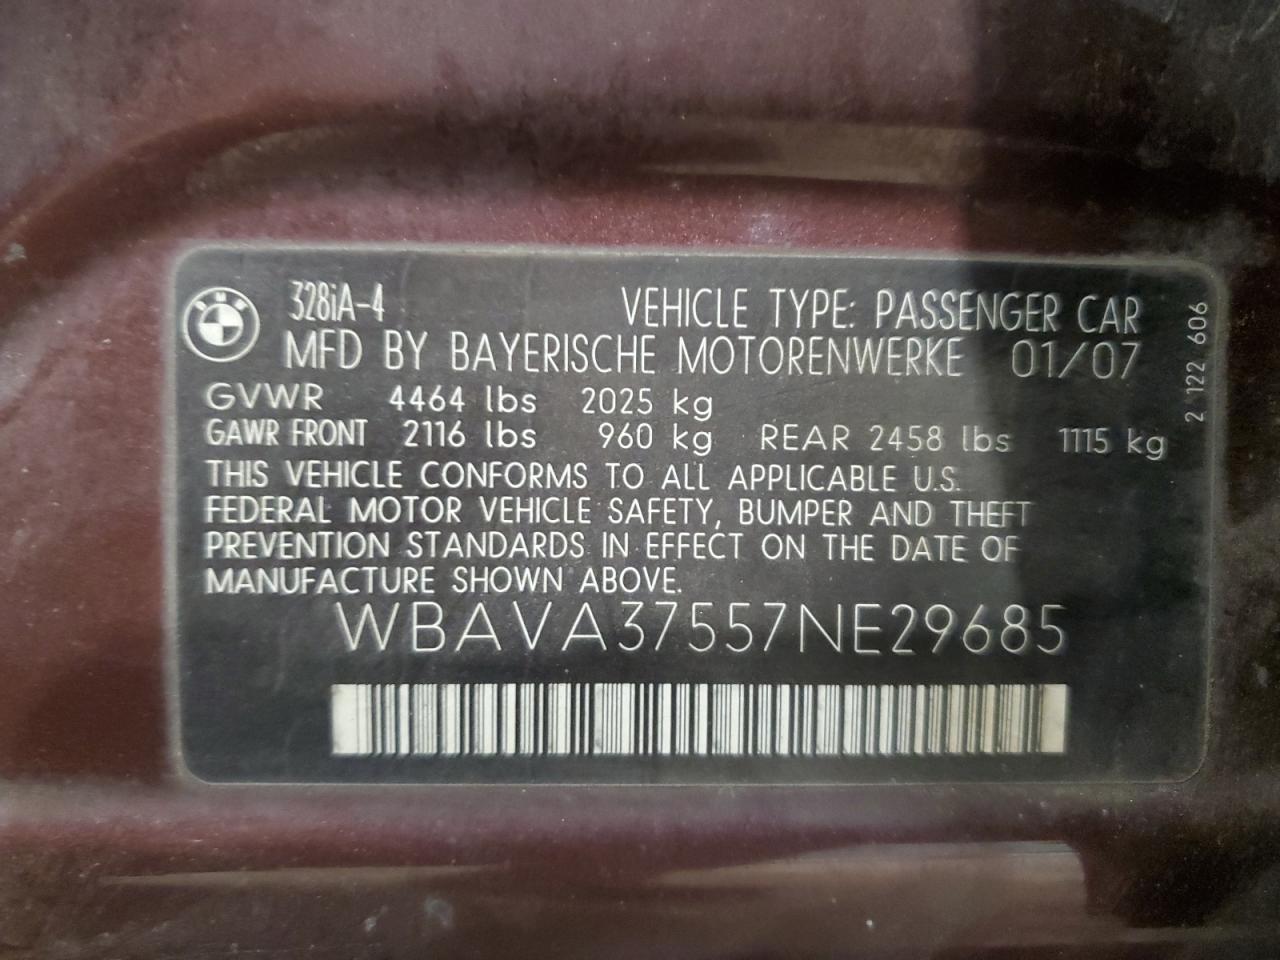 328iA-4
VEHICLE TYPE: PASSENGER CAR
MFD BY BAYERISCHE MOTORENWERKE 01/07
GVWR 4464 lbs 2025 kg
GAWR FRONT 2116 lbs 960 kg REAR 2458 lbs 1115 kg
THIS VEHICLE CONFORMS TO ALL APPLICABLE U.S.
FEDERAL MOTOR VEHICLE SAFETY, BUMPER AND THEFT
PREVENTION STANDARDS IN EFFECT ON THE DATE OF
MANUFACTURE SHOWN ABOVE.
WBAVA37557NE29685
2 122 606
BMW